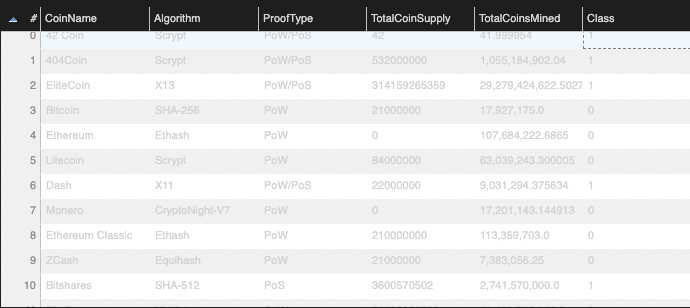 # CoinName Algorithm ProofType TotalCoinSupply TotalCoinsMined Class
0 42 Coin Scrypt PoW/PoS 42 41.999954 1
1 404Coin Scrypt PoW/PoS 532000000 1,055,184,902.04 1
2 EliteCoin X13 PoW/PoS 314159265359 29,279,424,622.5027 1
3 Bitcoin SHA-256 PoW 21000000 17,927,175.0 0
4 Ethereum Ethash PoW 0 107,684,222.6865 0
5 Litecoin Scrypt PoW 84000000 63,039,243.300005 0
6 Dash X11 PoW/PoS 22000000 9,031,294.375634 1
7 Monero CryptoNight-V7 PoW 0 17,201,143.144913 0
8 Ethereum Classic Ethash PoW 210000000 113,359,703.0 0
9 ZCash Equihash PoW 21000000 7,383,056.25 0
10 Bitshares SHA-512 PoS 3600570502 2,741,570,000.0 1